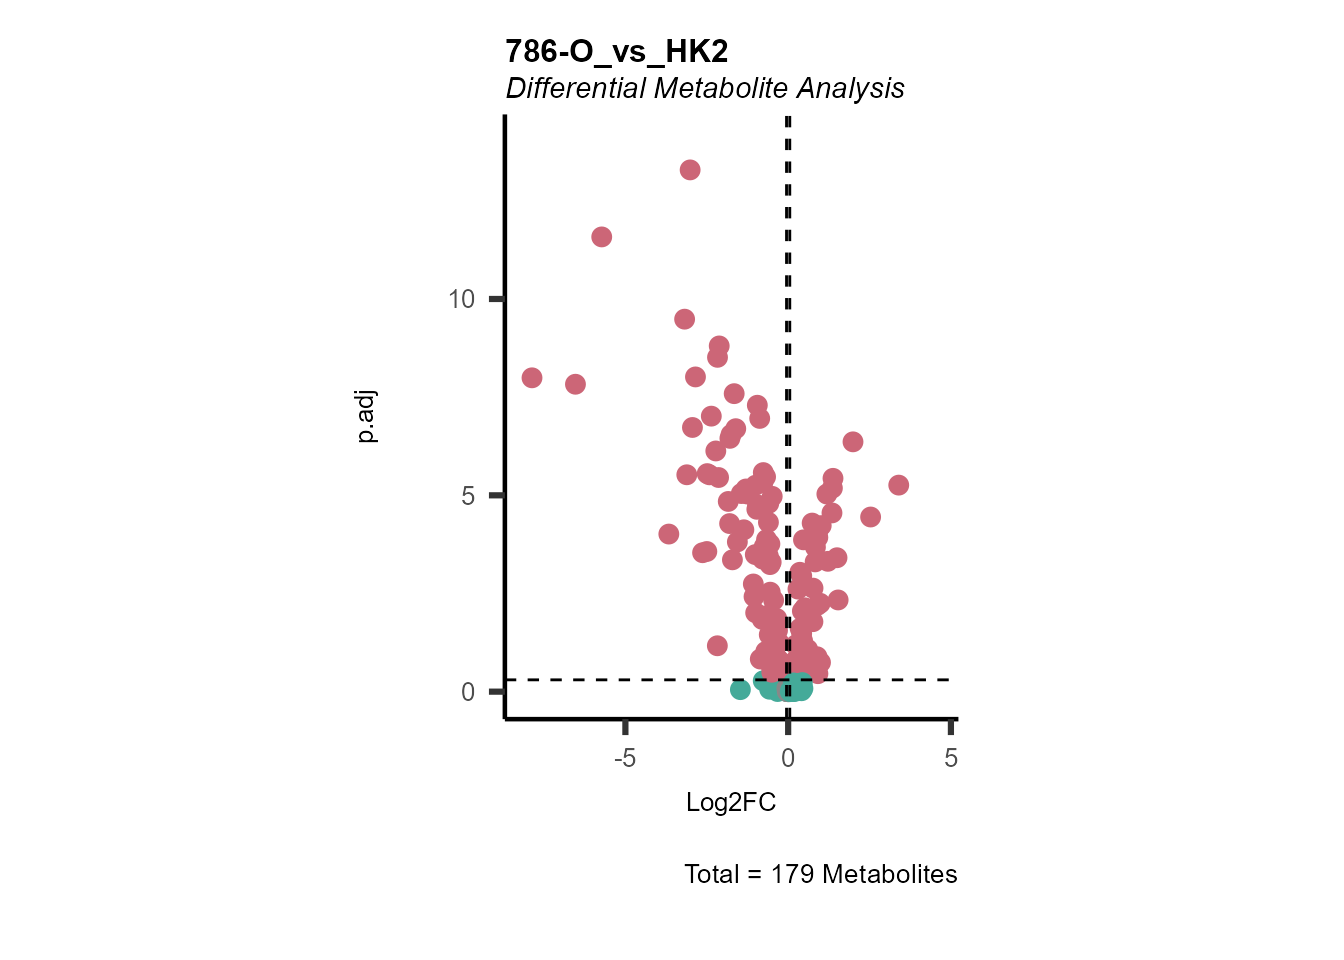 786-O_vs_HK2
Differential Metabolite Analysis
10
5
0
p.adj
-5
0
5
Log2FC
Total = 179 Metabolites